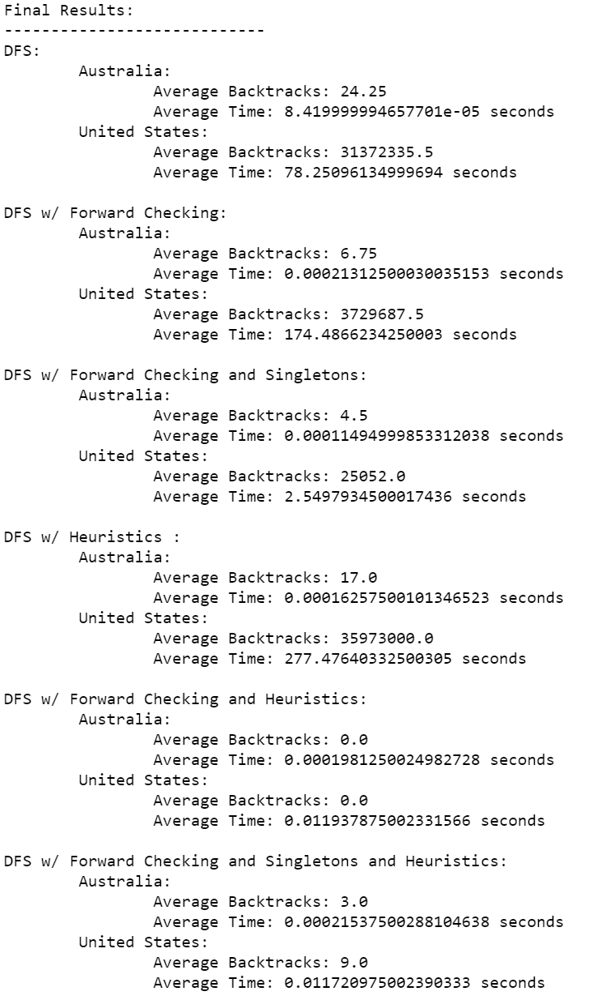 Final Results:
----------------------------
DFS:
Australia:
Average Backtracks: 24.25
Average Time: 8.419999994657701e-05 seconds
United States:
Average Backtracks: 31372335.5
Average Time: 78.25096134999694 seconds
DFS w/ Forward Checking:
Australia:
Average Backtracks: 6.75
Average Time: 0.00021312500030035153 seconds
United States:
Average Backtracks: 3729687.5
Average Time: 174.4866234250003 seconds
DFS w/ Forward Checking and Singletons:
Australia:
Average Backtracks: 4.5
Average Time: 0.00011494999853312038 seconds
United States:
Average Backtracks: 25052.0
Average Time: 2.5497934500017436 seconds
DFS w/ Heuristics :
Australia:
Average Backtracks: 17.0
Average Time: 0.00016257500101346523 seconds
United States:
Average Backtracks: 35973000.0
Average Time: 277.47640332500305 seconds
DFS w/ Forward Checking and Heuristics:
Australia:
Average Backtracks: 0.0
Average Time: 0.0001981250024982728 seconds
United States:
Average Backtracks: 0.0
Average Time: 0.011937875002331566 seconds
DFS w/ Forward Checking and Singletons and Heuristics:
Australia:
Average Backtracks: 3.0
Average Time: 0.00021537500288104638 seconds
United States:
Average Backtracks: 9.0
Average Time: 0.011720975002390333 seconds